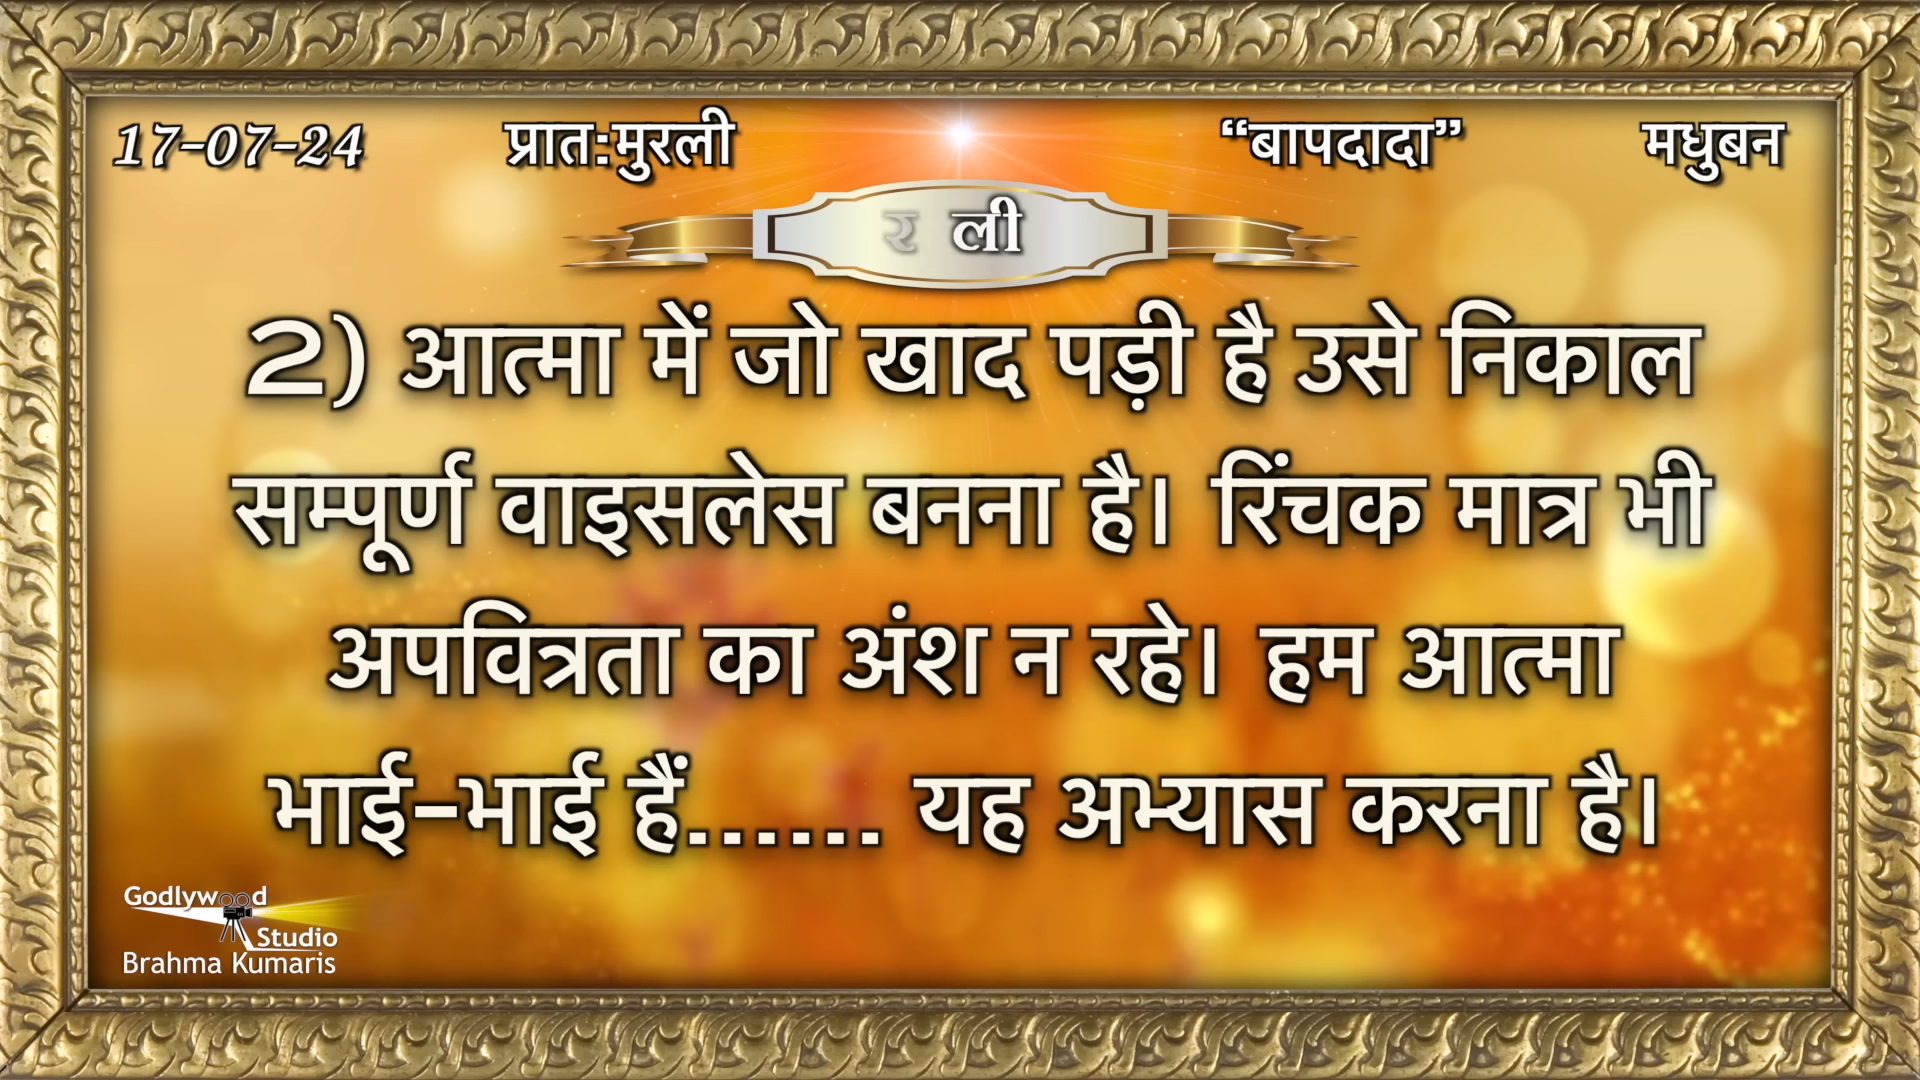 17-07-24 प्रात:मुरली “बापदादा” मधुबन
र ली
2) आत्मा में जो खाद पड़ी है उसे निकाल
सम्पूर्ण वाइसलेस बनना है। रिंचक मात्र भी
अपवित्रता का अंश न रहे। हम आत्मा
भाई-भाई हैं...... यह अभ्यास करना है।
Godlywood
Studio
Brahma Kumaris